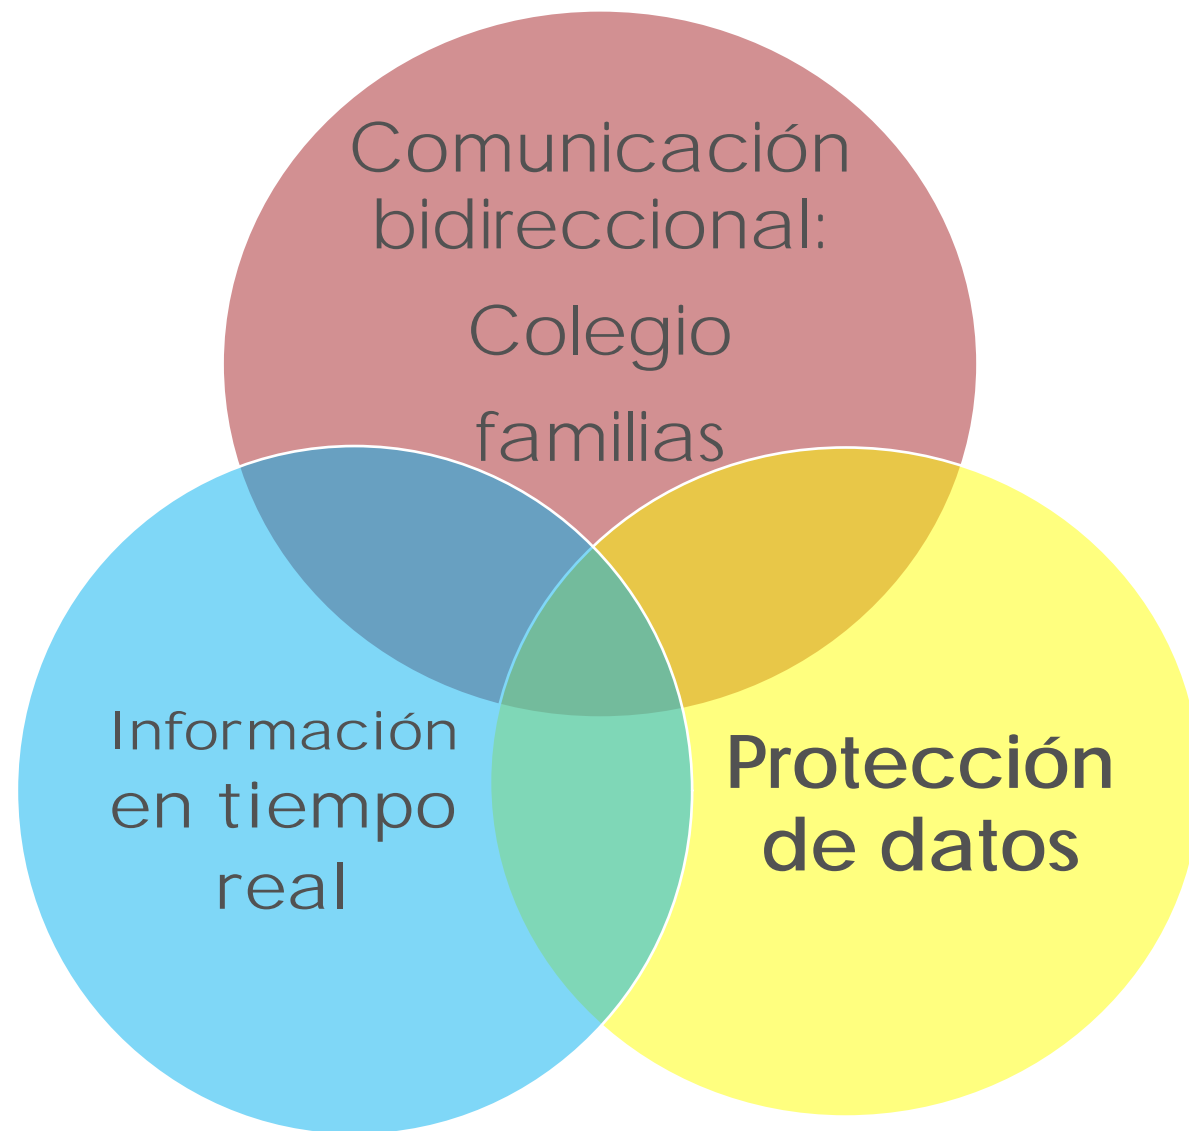 Comunicación
bidireccional:
Colegio
familias
Información
en tiempo
real
Protección
de datos